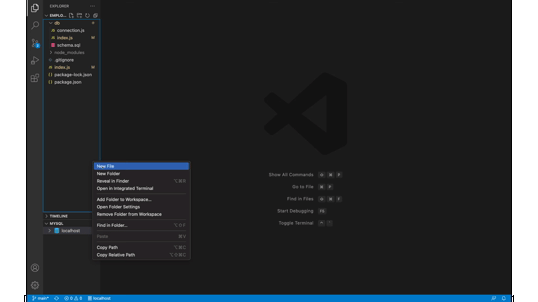 EXPLORER
EMPLO...
db
connection.js
index.js M
schema.sql
node_modules
.gitignore
index.js M
package-lock.json
package.json
New File
New Folder
Reveal in Finder ⌥⌘R
Open in Integrated Terminal
Add Folder to Workspace...
Open Folder Settings
Remove Folder from Workspace
Find in Folder... ⌥⇧F
Paste ⌘V
Copy Path ⌥⌘C
Copy Relative Path ⌥⇧⌘C
Show All Commands ⇧ ⌘ P
Go to File ⌘ P
Find in Files ⇧ ⌘ F
Start Debugging F5
Toggle Terminal
TIMELINE
MYSQL
localhost
main* 0 0 localhost